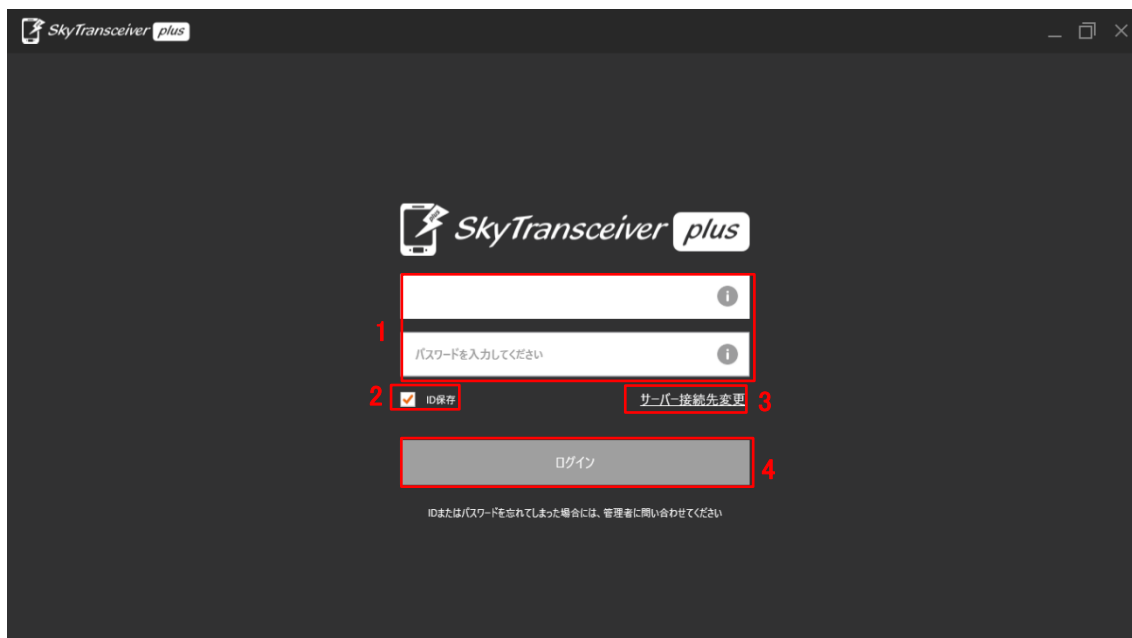 SkyTransceiver plus
SkyTransceiver plus
1
パスワードを入力してください
2 ID保存 サーバー接続先変更 3
ログイン 4
IDまたはパスワードを忘れてしまった場合には、管理者に問い合わせてください